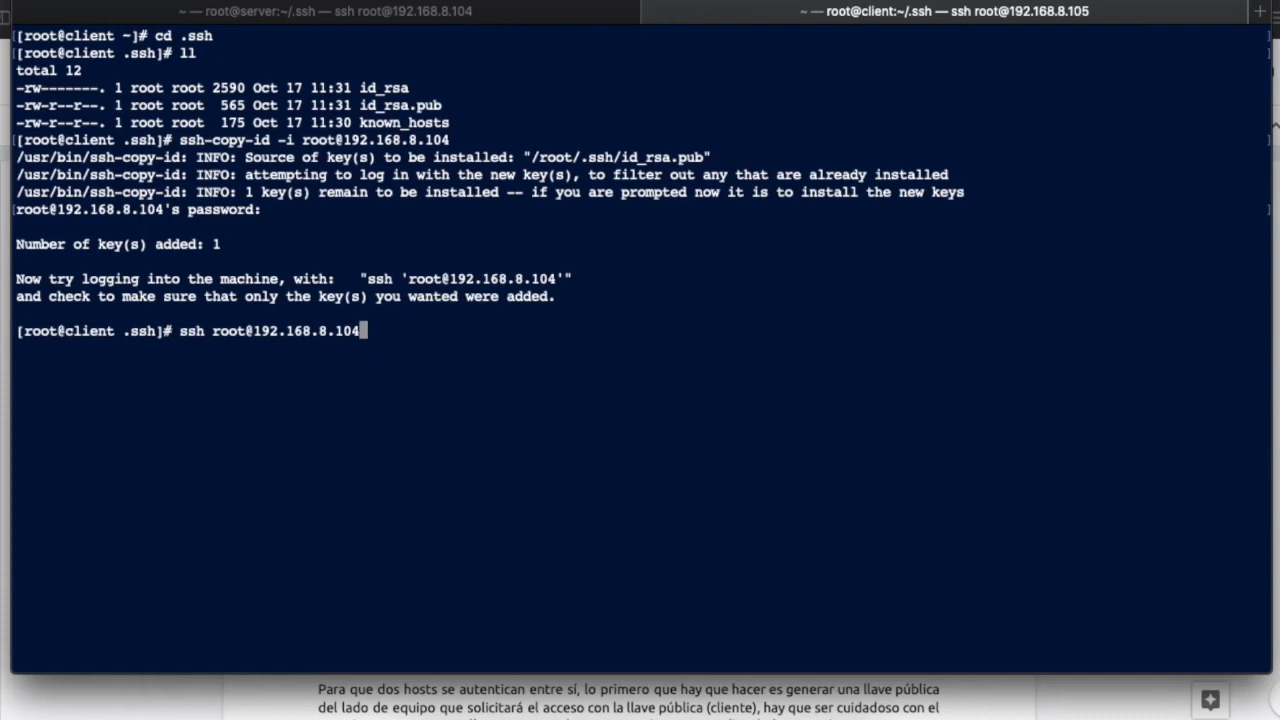 ~ — root@server:~/.ssh — ssh root@192.168.8.104
~ — root@client:~/.ssh — ssh root@192.168.8.105
[[root@client ~]# cd .ssh
[[root@client .ssh]# ll
total 12
-rw-------. 1 root root 2590 Oct 17 11:31 id_rsa
-rw-r--r--. 1 root root  565 Oct 17 11:31 id_rsa.pub
-rw-r--r--. 1 root root  175 Oct 17 11:30 known_hosts
[[root@client .ssh]# ssh-copy-id -i root@192.168.8.104
/usr/bin/ssh-copy-id: INFO: Source of key(s) to be installed: "/root/.ssh/id_rsa.pub"
/usr/bin/ssh-copy-id: INFO: attempting to log in with the new key(s), to filter out any that are already installed
/usr/bin/ssh-copy-id: INFO: 1 key(s) remain to be installed -- if you are prompted now it is to install the new keys
[root@192.168.8.104's password:
Number of key(s) added: 1
Now try logging into the machine, with:   "ssh 'root@192.168.8.104'"
and check to make sure that only the key(s) you wanted were added.
[root@client .ssh]# ssh root@192.168.8.104
Para que dos hosts se autentican entre sí, lo primero que hay que hacer es generar una llave pública
del lado de equipo que solicitará el acceso con la llave pública (cliente), hay que ser cuidadoso con el